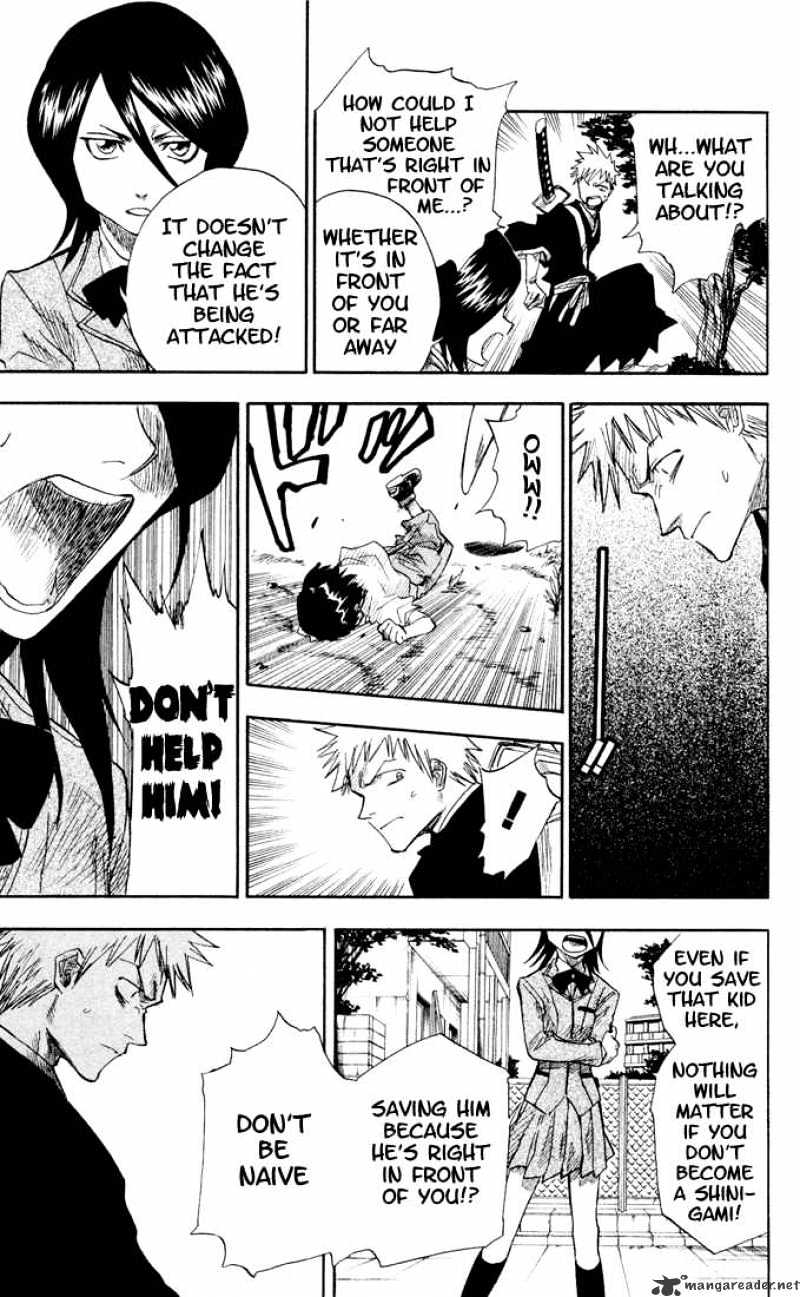 WH...WHAT
ARE YOU
TALKING
ABOUT!?
HOW COULD I
NOT HELP
SOMEONE
THAT'S RIGHT IN
FRONT OF
ME...?
WHETHER
IT'S IN
FRONT
OF YOU
OR FAR
AWAY
IT DOESN'T
CHANGE
THE FACT
THAT HE'S
BEING
ATTACKED!
OWW!!
!
DON'T
HELP
HIM!
EVEN IF
YOU SAVE
THAT KID
HERE,
NOTHING
WILL
MATTER
IF YOU
DON'T
BECOME
A SHINI-
GAMI!
SAVING HIM
BECAUSE
HE'S RIGHT
IN FRONT
OF YOU!?
DON'T
BE
NAIVE
mangareader.net